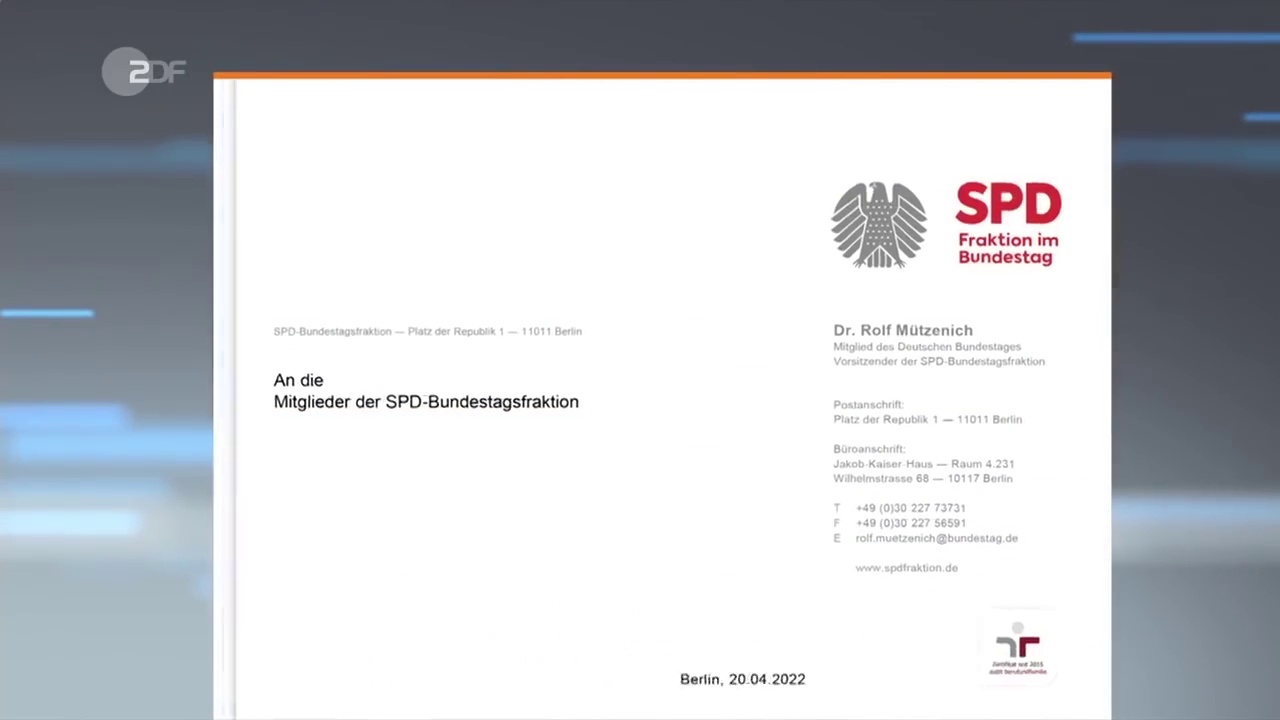 ZDF
SPD
Fraktion im
Bundestag
SPD-Bundestagsfraktion — Platz der Republik 1 — 11011 Berlin
An die
Mitglieder der SPD-Bundestagsfraktion
Dr. Rolf Mützenich
Mitglied des Deutschen Bundestages
Vorsitzender der SPD-Bundestagsfraktion
Postanschrift:
Platz der Republik 1 — 11011 Berlin
Büroanschrift:
Jakob-Kaiser-Haus — Raum 4.231
Wilhelmstrasse 68 — 10117 Berlin
T +49 (0)30 227 73731
F +49 (0)30 227 56591
E rolf.muetzenich@bundestag.de
www.spdfraktion.de
Zertifikat seit 2015
audit berufundfamilie
Berlin, 20.04.2022